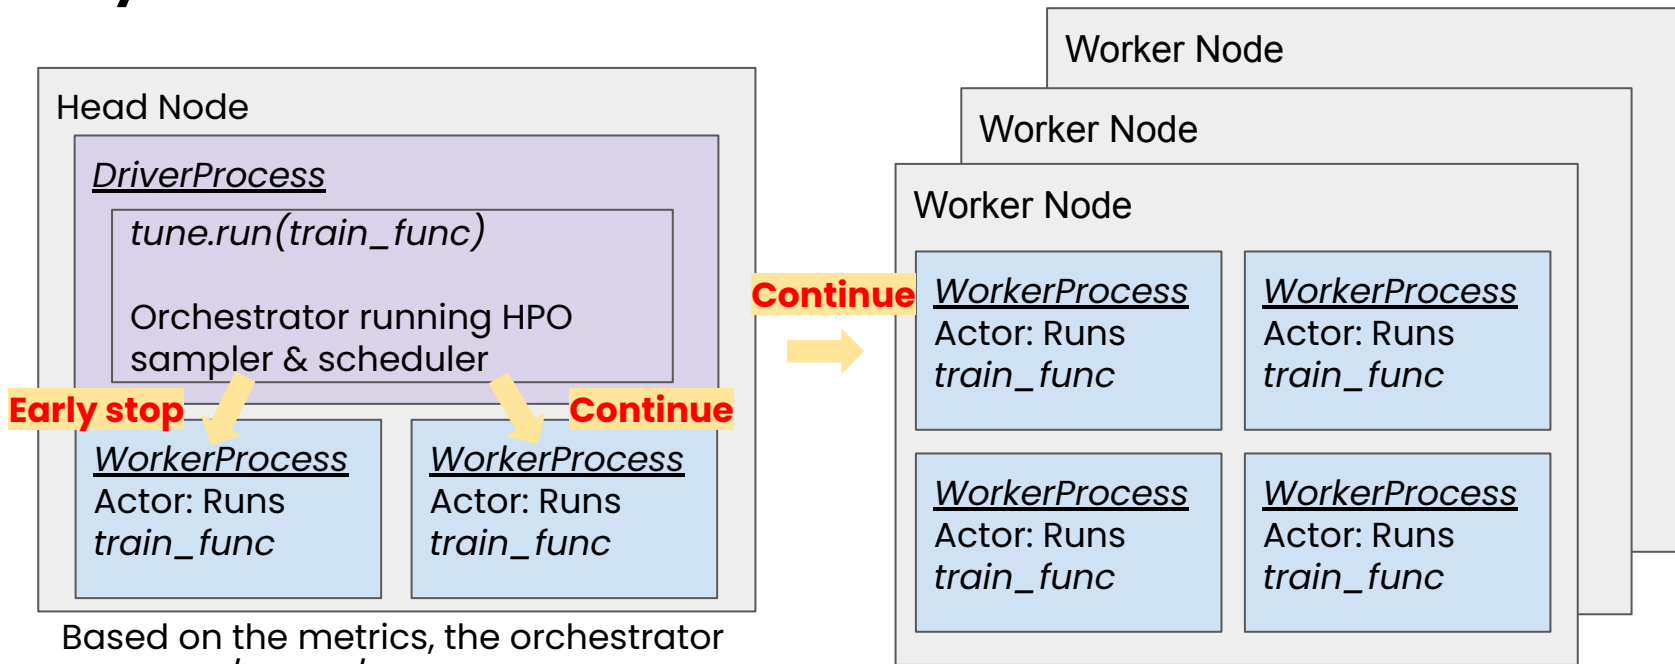 Head Node
DriverProcess
tune.run(train_func)
Orchestrator running HPO
sampler & scheduler
Early stop
Continue
WorkerProcess
Actor: Runs
train_func
WorkerProcess
Actor: Runs
train_func
Based on the metrics, the orchestrator
Continue
Worker Node
Worker Node
Worker Node
WorkerProcess
Actor: Runs
train_func
WorkerProcess
Actor: Runs
train_func
WorkerProcess
Actor: Runs
train_func
WorkerProcess
Actor: Runs
train_func